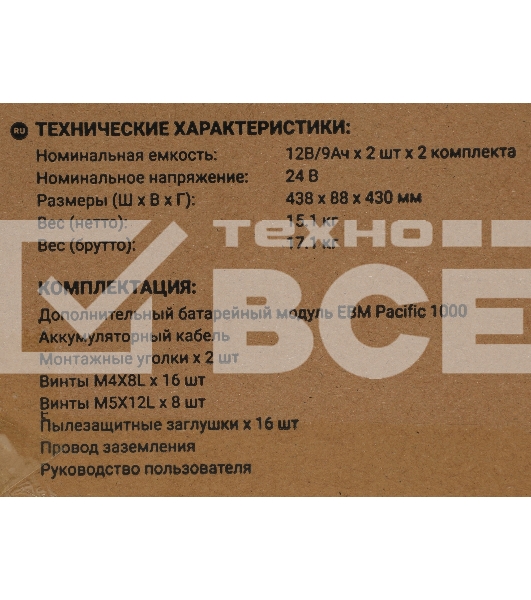 RU ТЕХНИЧЕСКИЕ ХАРАКТЕРИСТИКИ:
Номинальная емкость: 12В/9Ач х 2 шт х 2 комплекта
Номинальное напряжение: 24 В
Размеры (Ш х В х Г): 438 х 88 х 430 мм
Вес (нетто): 15.1 кг
Вес (брутто): 17.1 кг
техно
ВСЕ
КОМПЛЕКТАЦИЯ:
Дополнительный батарейный модуль EBM Pacific 1000
Аккумуляторный кабель
Монтажные уголки х 2 шт
Винты M4X8L х 16 шт
Винты M5X12L х 8 шт
Пылезащитные заглушки х 16 шт
Провод заземления
Руководство пользователя